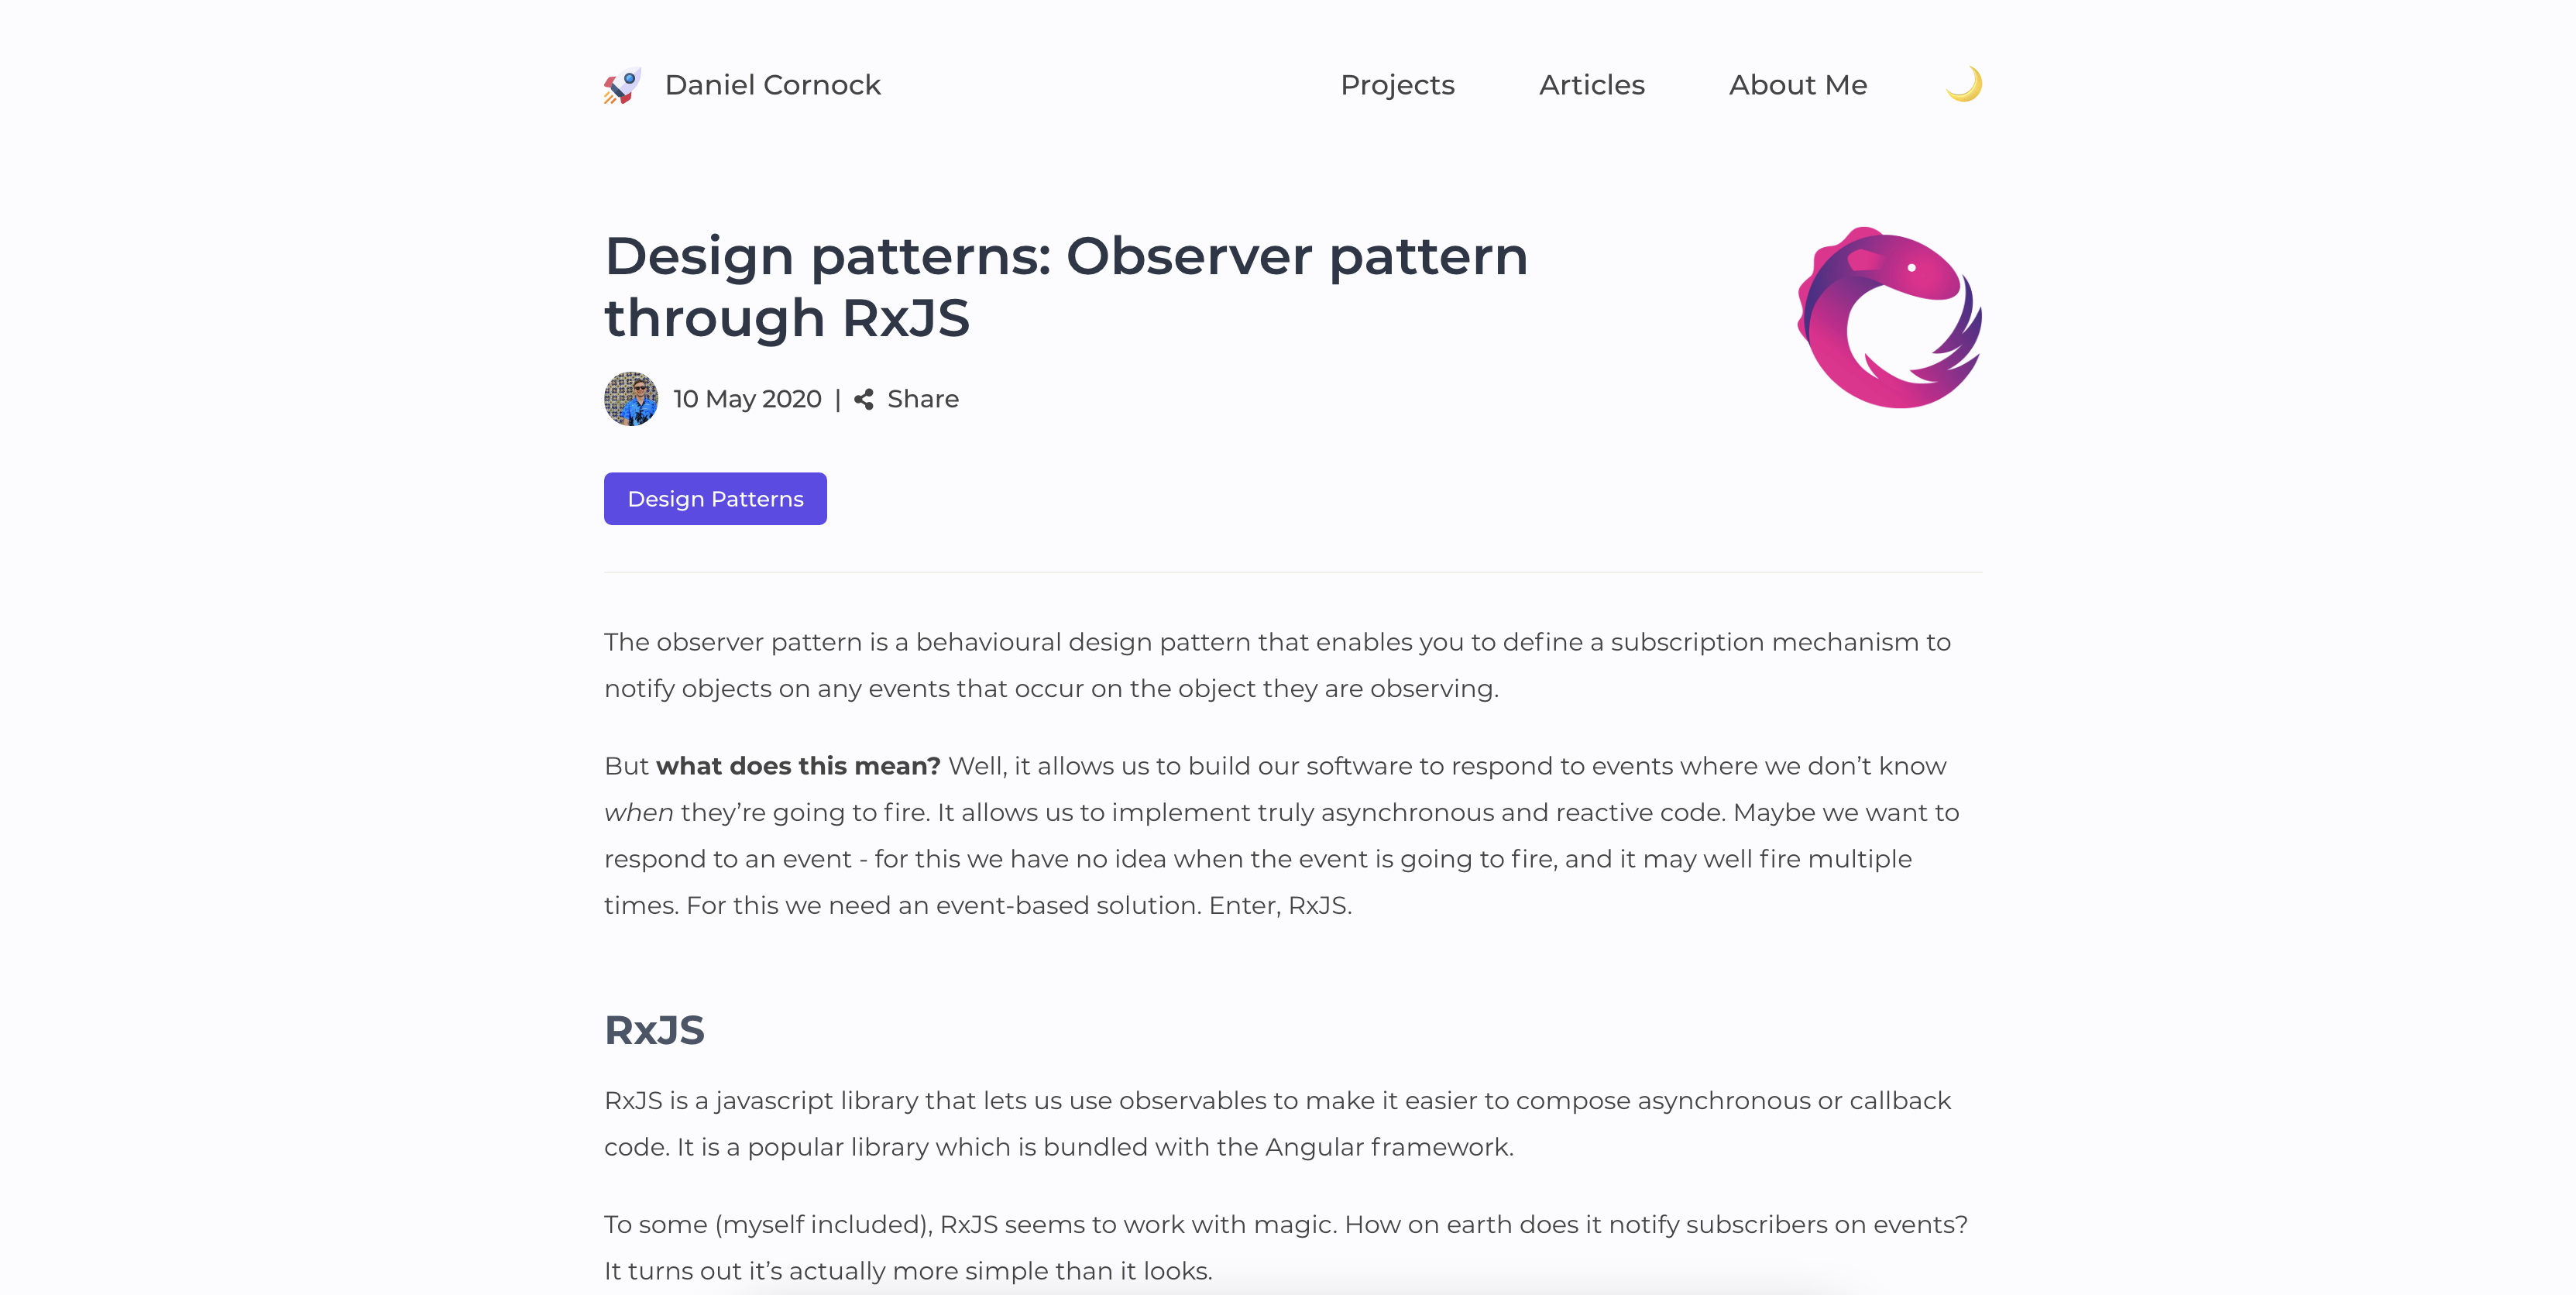 Daniel Cornock
Projects
Articles
About Me
Design patterns: Observer pattern
through RxJS
10 May 2020 | Share
Design Patterns
The observer pattern is a behavioural design pattern that enables you to define a subscription mechanism to
notify objects on any events that occur on the object they are observing.
But what does this mean? Well, it allows us to build our software to respond to events where we don’t know
when they’re going to fire. It allows us to implement truly asynchronous and reactive code. Maybe we want to
respond to an event - for this we have no idea when the event is going to fire, and it may well fire multiple
times. For this we need an event-based solution. Enter, RxJS.
RxJS
RxJS is a javascript library that lets us use observables to make it easier to compose asynchronous or callback
code. It is a popular library which is bundled with the Angular framework.
To some (myself included), RxJS seems to work with magic. How on earth does it notify subscribers on events?
It turns out it’s actually more simple than it looks.